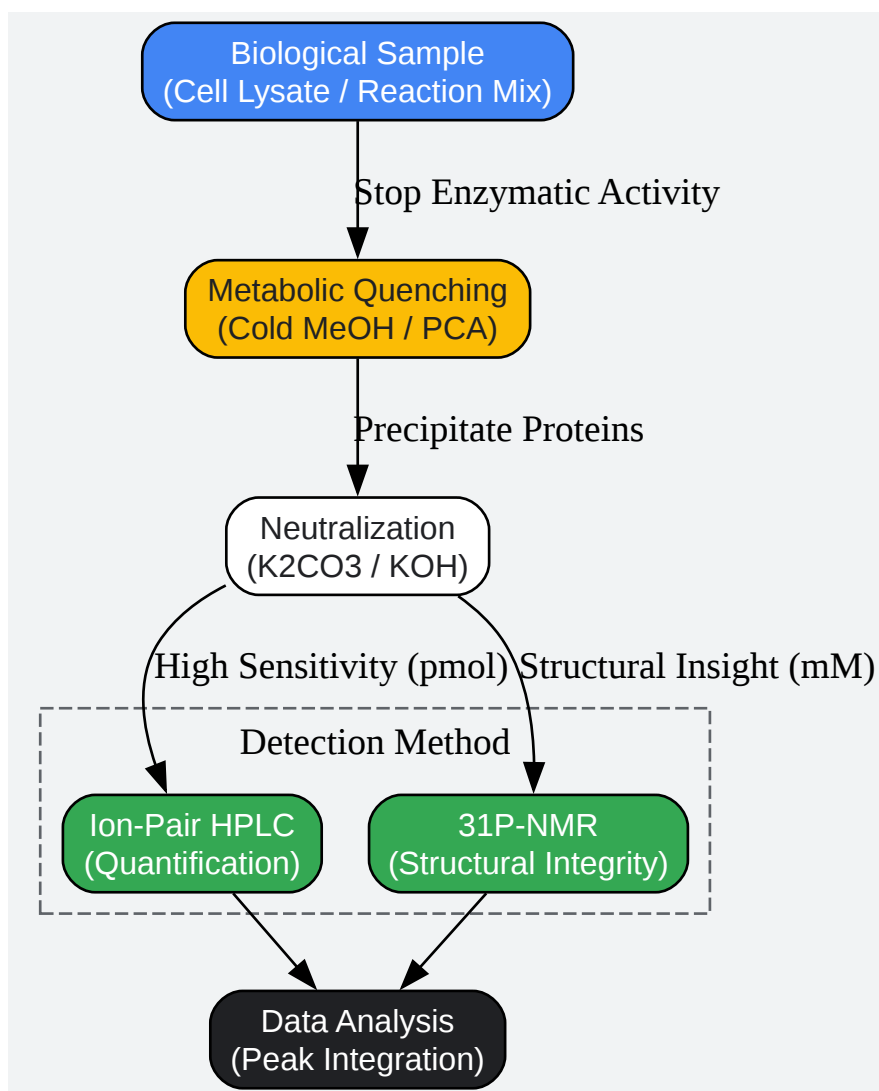 Biological Sample
(Cell Lysate / Reaction Mix)
Stop Enzymatic Activity
Metabolic Quenching
(Cold MeOH / PCA)
Precipitate Proteins
Neutralization
(K2CO3 / KOH)
High Sensitivity (pmol)
Structural Insight (mM)
Detection Method
Ion-Pair HPLC
(Quantification)
31P-NMR
(Structural Integrity)
Data Analysis
(Peak Integration)